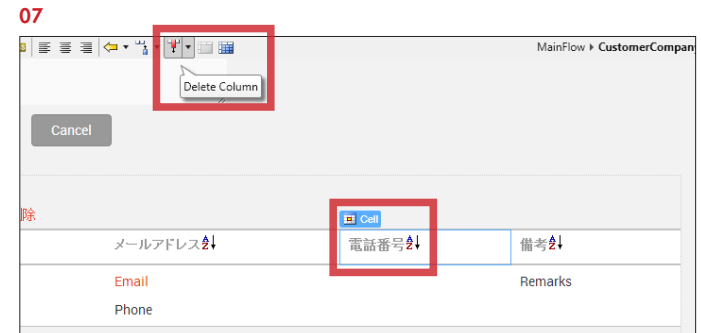 07
MainFlow ▸ CustomerCompan
Delete Column
Cancel
除
Cell
メールアドレス 電話番号 備考
Email Remarks
Phone